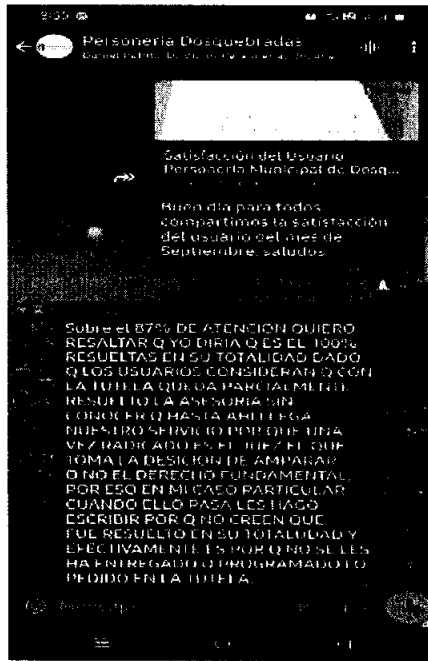 9:55
Personeria Dosquebradas
Satisfacción del Usuario
Personería Municipal de Dosq...
Buen día para todos
compartimos la satisfacción
del usuario del mes de
Septiembre, saludos
Sobre el 87% DE ATENCION QUIERO
RESALTAR Q YO DIRIA Q ES EL 100%
RESUELTAS EN SU TOTALIDAD DADO
Q LOS USUARIOS CONSIDERAN Q CON
LA TUTELA QUEDA PARCIALMENTE
RESUELTO LA ASESORIA SIN
CONOCER Q HASTA AHI LLEGA
NUESTRO SERVICIO POR QUE UNA
VEZ RADICADO ES EL JUEZ EL QUE
TOMA LA DESICION DE AMPARAR
O NO EL DERECHO FUNDAMENTAL,
POR ESO EN MI CASO PARTICULAR
CUANDO ELLO PASA LES HAGO
ESCRIBIR POR Q NO CREEN QUE
FUE RESUELTO EN SU TOTALUDAD Y
EFECTIVAMENTE ES POR Q NO SE LES
HA ENTREGADO O PROGRAMADO LO
PEDIDO EN LA TUTELA.